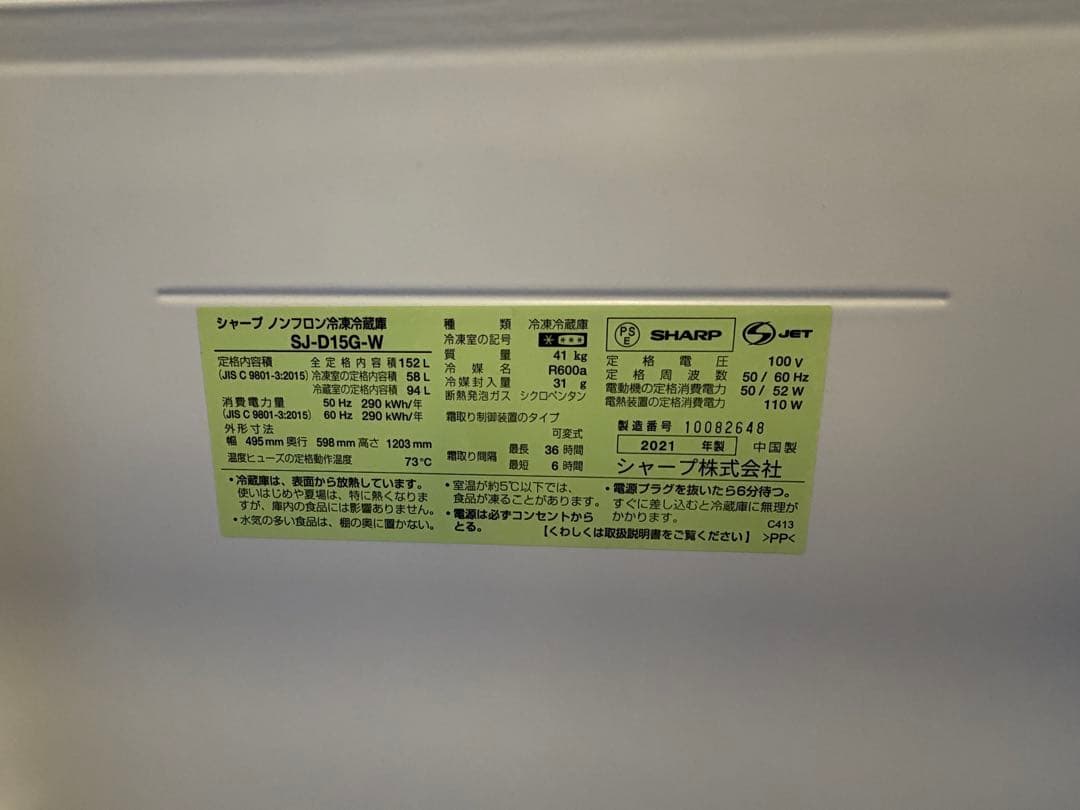 シャープ ノンフロン冷凍冷蔵庫
SJ-D15G-W
定格内容積 全定格内容積 152 L
(JIS C 9801-3:2015) 冷凍室の定格内容積 58 L
冷蔵室の定格内容積 94 L
消費電力量 50 Hz 290 kWh/年
(JIS C 9801-3:2015) 60 Hz 290 kWh/年
外形寸法
幅 495 mm 奥行 598 mm 高さ 1203 mm
温度ヒューズの定格動作温度 73℃
種類 冷凍冷蔵庫
冷凍室の記号
質量 41 kg
冷媒名 R600a
冷媒封入量 31 g
断熱発泡ガス シクロペンタン
霜取り制御装置のタイプ
可変式
霜取り間隔 最長 36 時間
最短 6 時間
PSE SHARP JET
定格電圧 100 V
定格周波数 50 / 60 Hz
電動機の定格消費電力 50 / 52 W
電熱装置の定格消費電力 110 W
製造番号 10082648
2021 年製 中国製
シャープ株式会社
・冷蔵庫は、表面から放熱しています。
使いはじめや夏場は、特に熱くなりま
すが、庫内の食品には影響ありません。
・水気の多い食品は、棚の奥に置かない。
・室温が約5℃以下では、
食品が凍ることがあります。
・電源は必ずコンセントから
とる。
・電源プラグを抜いたら6分待つ。
すぐに差し込むと冷蔵庫に無理が
かかります。
C413
【くわしくは取扱説明書をご覧ください】 >PP<